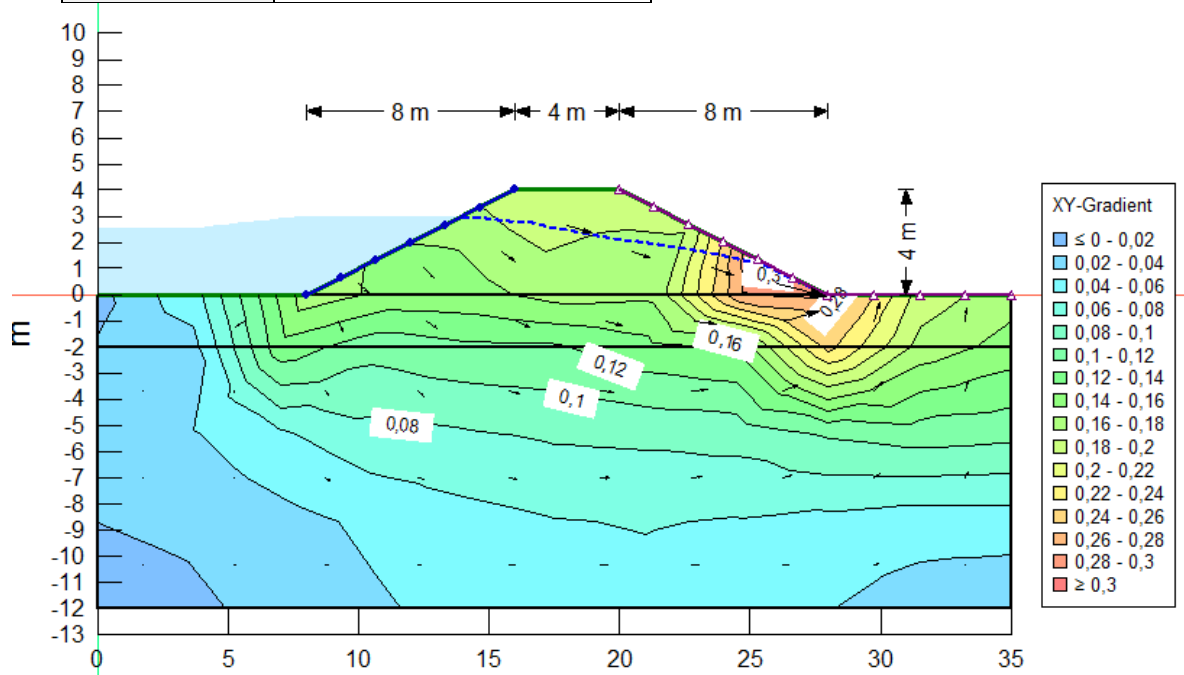 10
9
8
7
6
5
4
3
2
1
0
-1
-2
-3
-4
-5
-6
-7
-8
-9
-10
-11
-12
-13
m
8 m
4 m
8 m
4 m
0,3
0,28
0,16
0,12
0,1
0,08
0
5
10
15
20
25
30
35
XY-Gradient
≤ 0 - 0,02
0,02 - 0,04
0,04 - 0,06
0,06 - 0,08
0,08 - 0,1
0,1 - 0,12
0,12 - 0,14
0,14 - 0,16
0,16 - 0,18
0,18 - 0,2
0,2 - 0,22
0,22 - 0,24
0,24 - 0,26
0,26 - 0,28
0,28 - 0,3
≥ 0,3